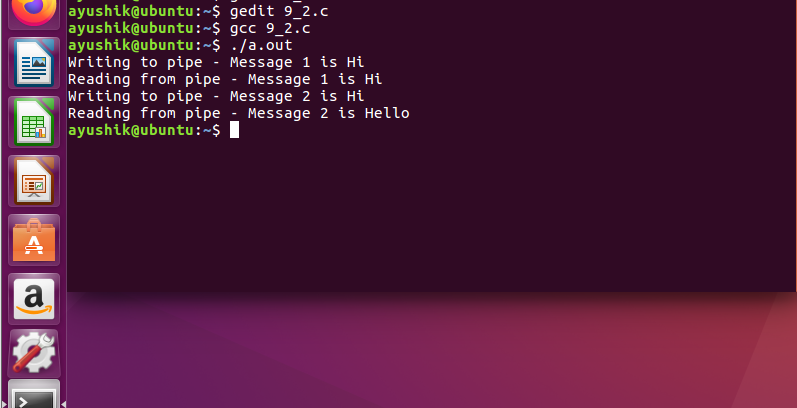 ayushik@ubuntu:~$ gedit 9_2.c
ayushik@ubuntu:~$ gcc 9_2.c
ayushik@ubuntu:~$ ./a.out
Writing to pipe - Message 1 is Hi
Reading from pipe - Message 1 is Hi
Writing to pipe - Message 2 is Hi
Reading from pipe - Message 2 is Hello
ayushik@ubuntu:~$